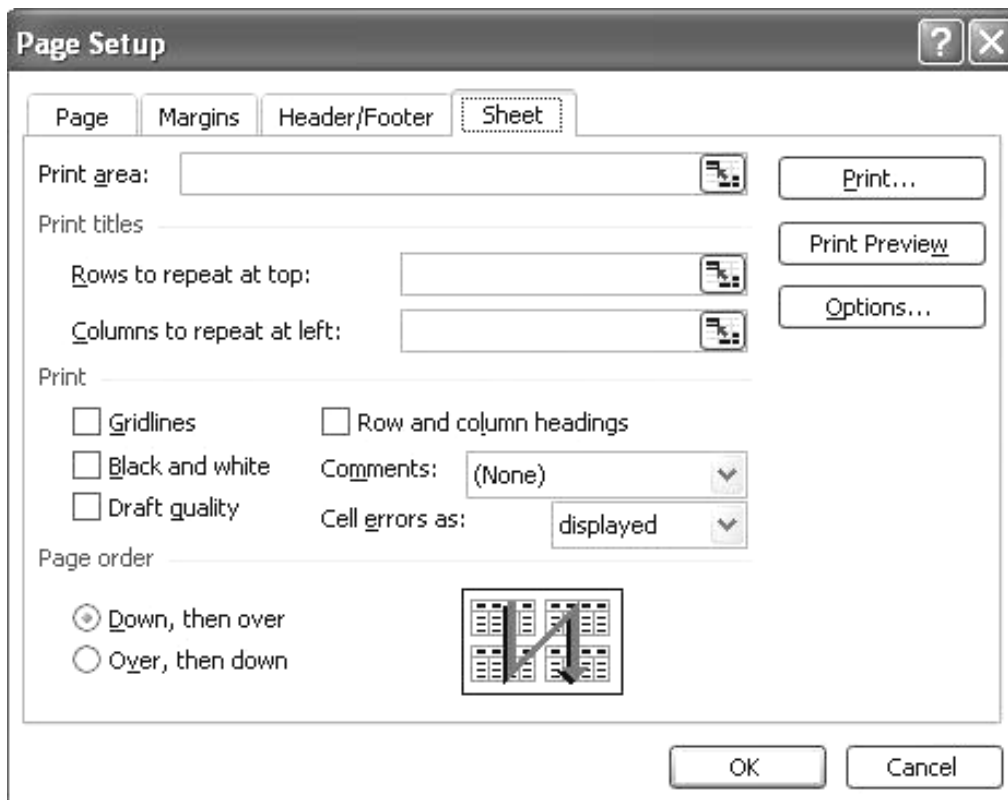 Page Setup
Page Margins Header/Footer Sheet
Print area:
Print...
Print titles
Print Preview
Rows to repeat at top:
Options...
Columns to repeat at left:
Print
Gridlines
Row and column headings
Black and white
Comments: (None)
Draft quality
Cell errors as: displayed
Page order
Down, then over
Over, then down
OK Cancel